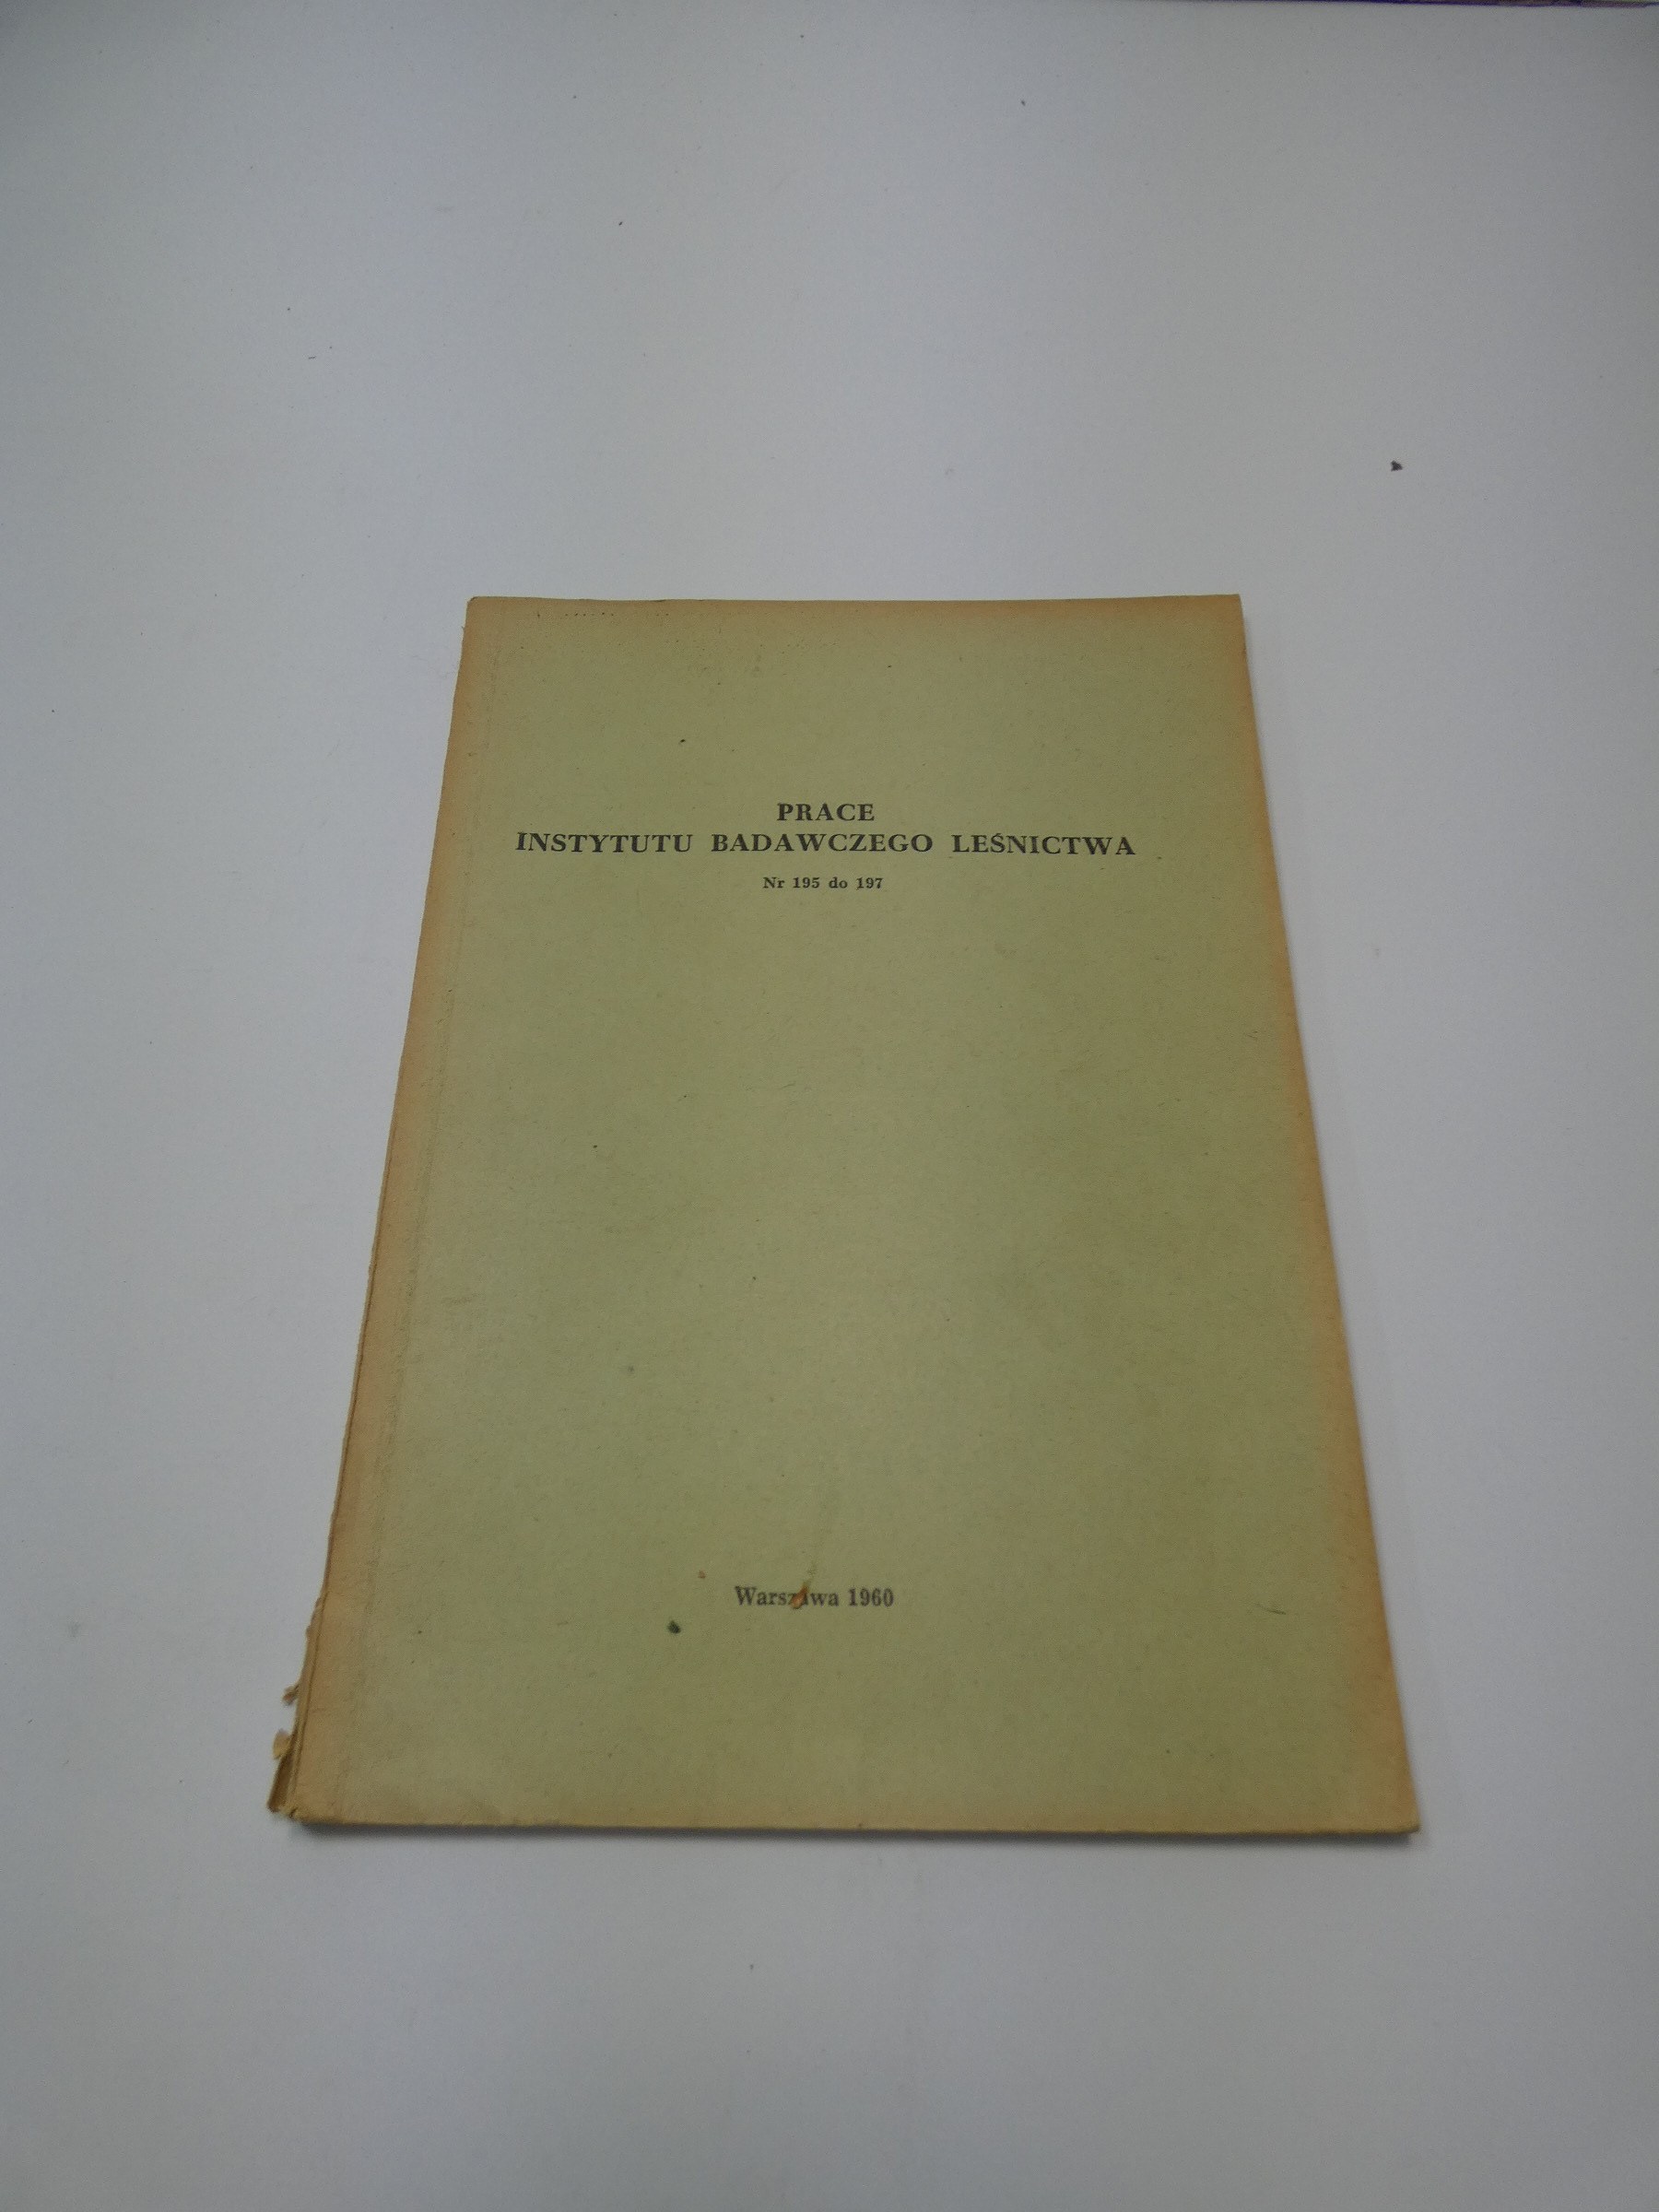 PRACE
INSTYTUTU BADAWCZEGO LEŚNICTWA
Nr 195 do 197
Warszawa 1960